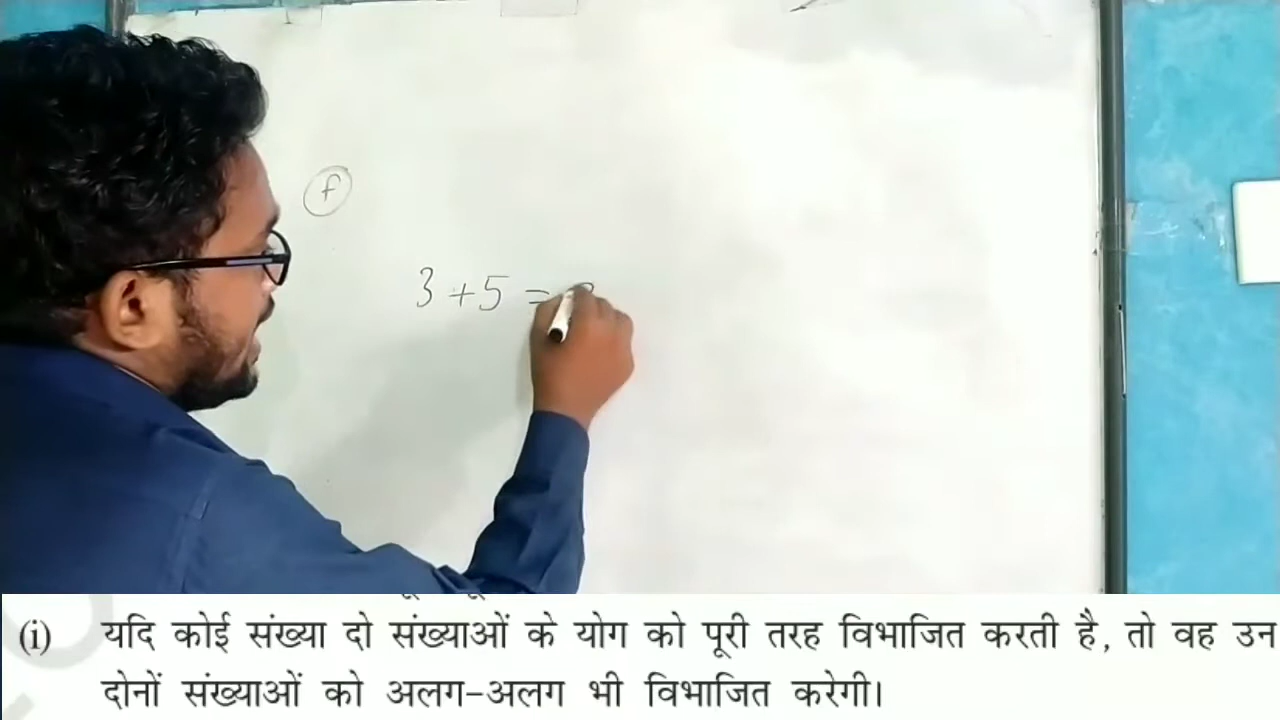 f
3 + 5 =
(i) यदि कोई संख्या दो संख्याओं के योग को पूरी तरह विभाजित करती है, तो वह उन
दोनों संख्याओं को अलग-अलग भी विभाजित करेगी।